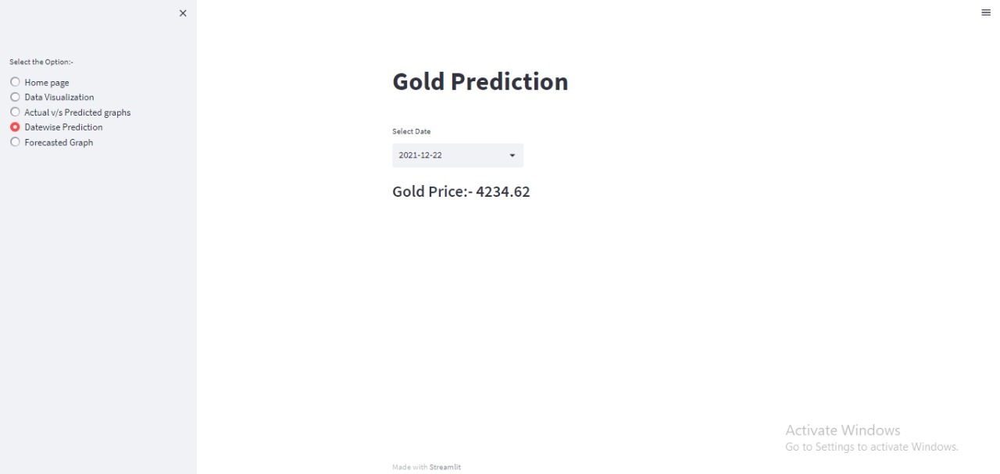 Select the Option:-
Home page
Data Visualization
Actual v/s Predicted graphs
Datewise Prediction
Forecasted Graph
Gold Prediction
Select Date
2021-12-22
Gold Price:- 4234.62
Activate Windows
Go to Settings to activate Windows.
Made with Streamlit